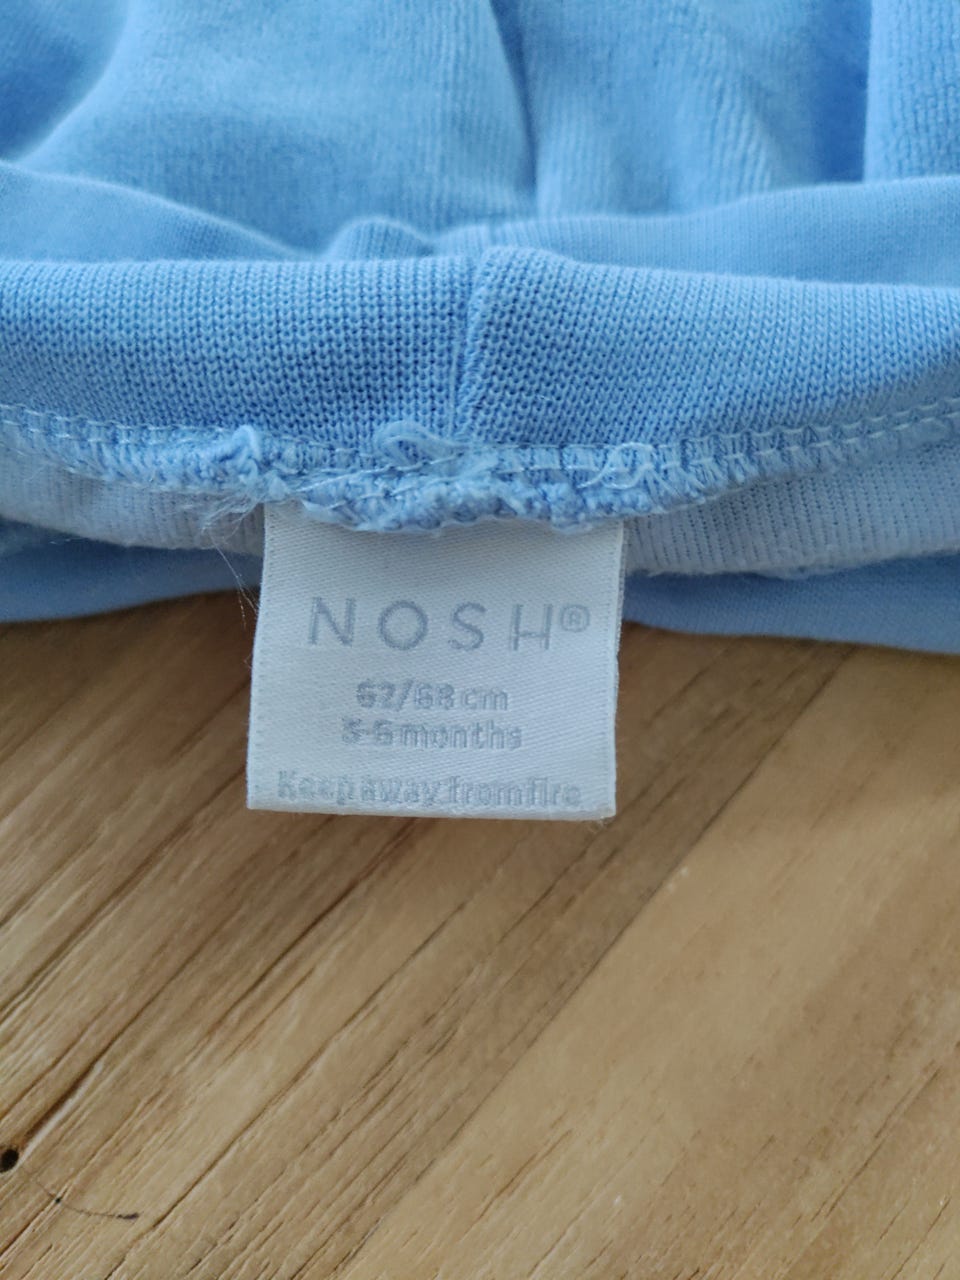 NOSH®
62/68 cm
3-6 months
Keep away from fire